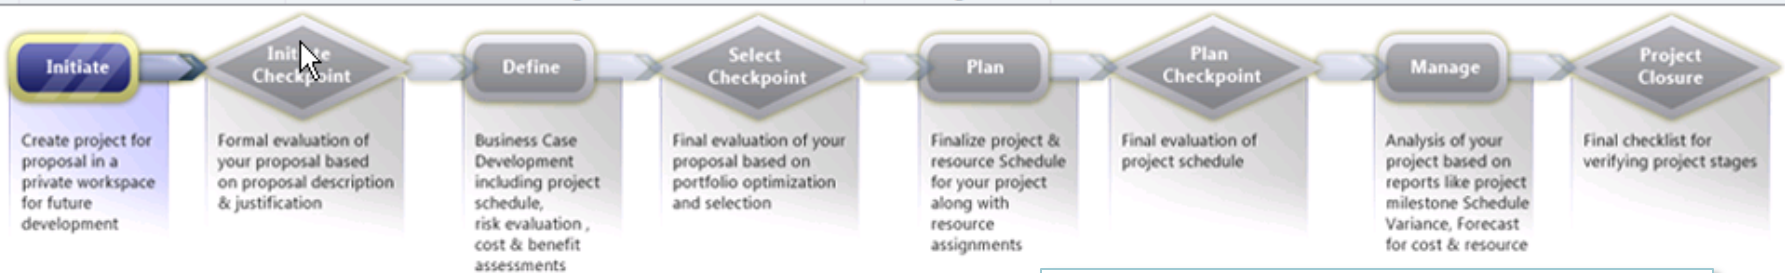 Initiate
Create project for
proposal in a
private workspace
for future
development
Initiate
Checkpoint
Formal evaluation of
your proposal based
on proposal description
& justification
Define
Business Case
Development
including project
schedule,
risk evaluation ,
cost & benefit
assessments
Select
Checkpoint
Final evaluation of your
proposal based on
portfolio optimization
and selection
Plan
Finalize project &
resource Schedule
for your project
along with
resource
assignments
Plan
Checkpoint
Final evaluation of
project schedule
Manage
Analysis of your
project based on
reports like project
milestone Schedule
Variance, Forecast
for cost & resource
Project
Closure
Final checklist for
verifying project stages